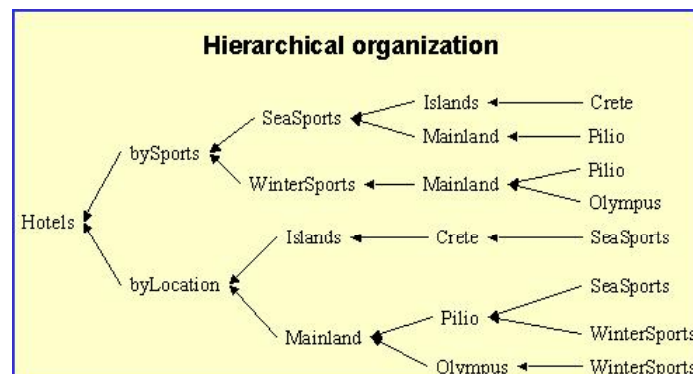 Hierarchical organization
Islands Crete
SeaSports
Mainland Pilio
bySports
Pilio
WinterSports Mainland
Olympus
Hotels
Islands Crete SeaSports
byLocation
SeaSports
Pilio
Mainland WinterSports
Olympus WinterSports